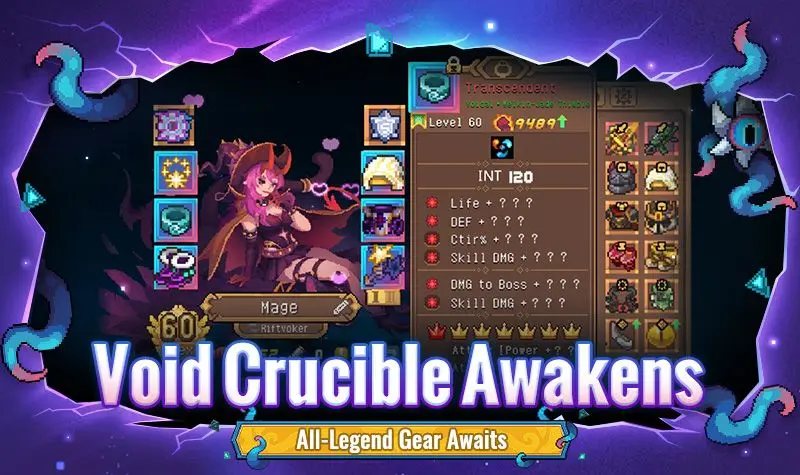 Transcendent
Level 60 9489
INT 120
Life + ? ? ?
DEF + ? ? ?
Ctir% + ? ? ?
Skill DMG + ? ? ?
DMG to Boss + ? ? ?
Skill DMG + ? ? ?
Mage
60
Riftvoker
[Power + ? ?
Void Crucible Awakens
All-Legend Gear Awaits